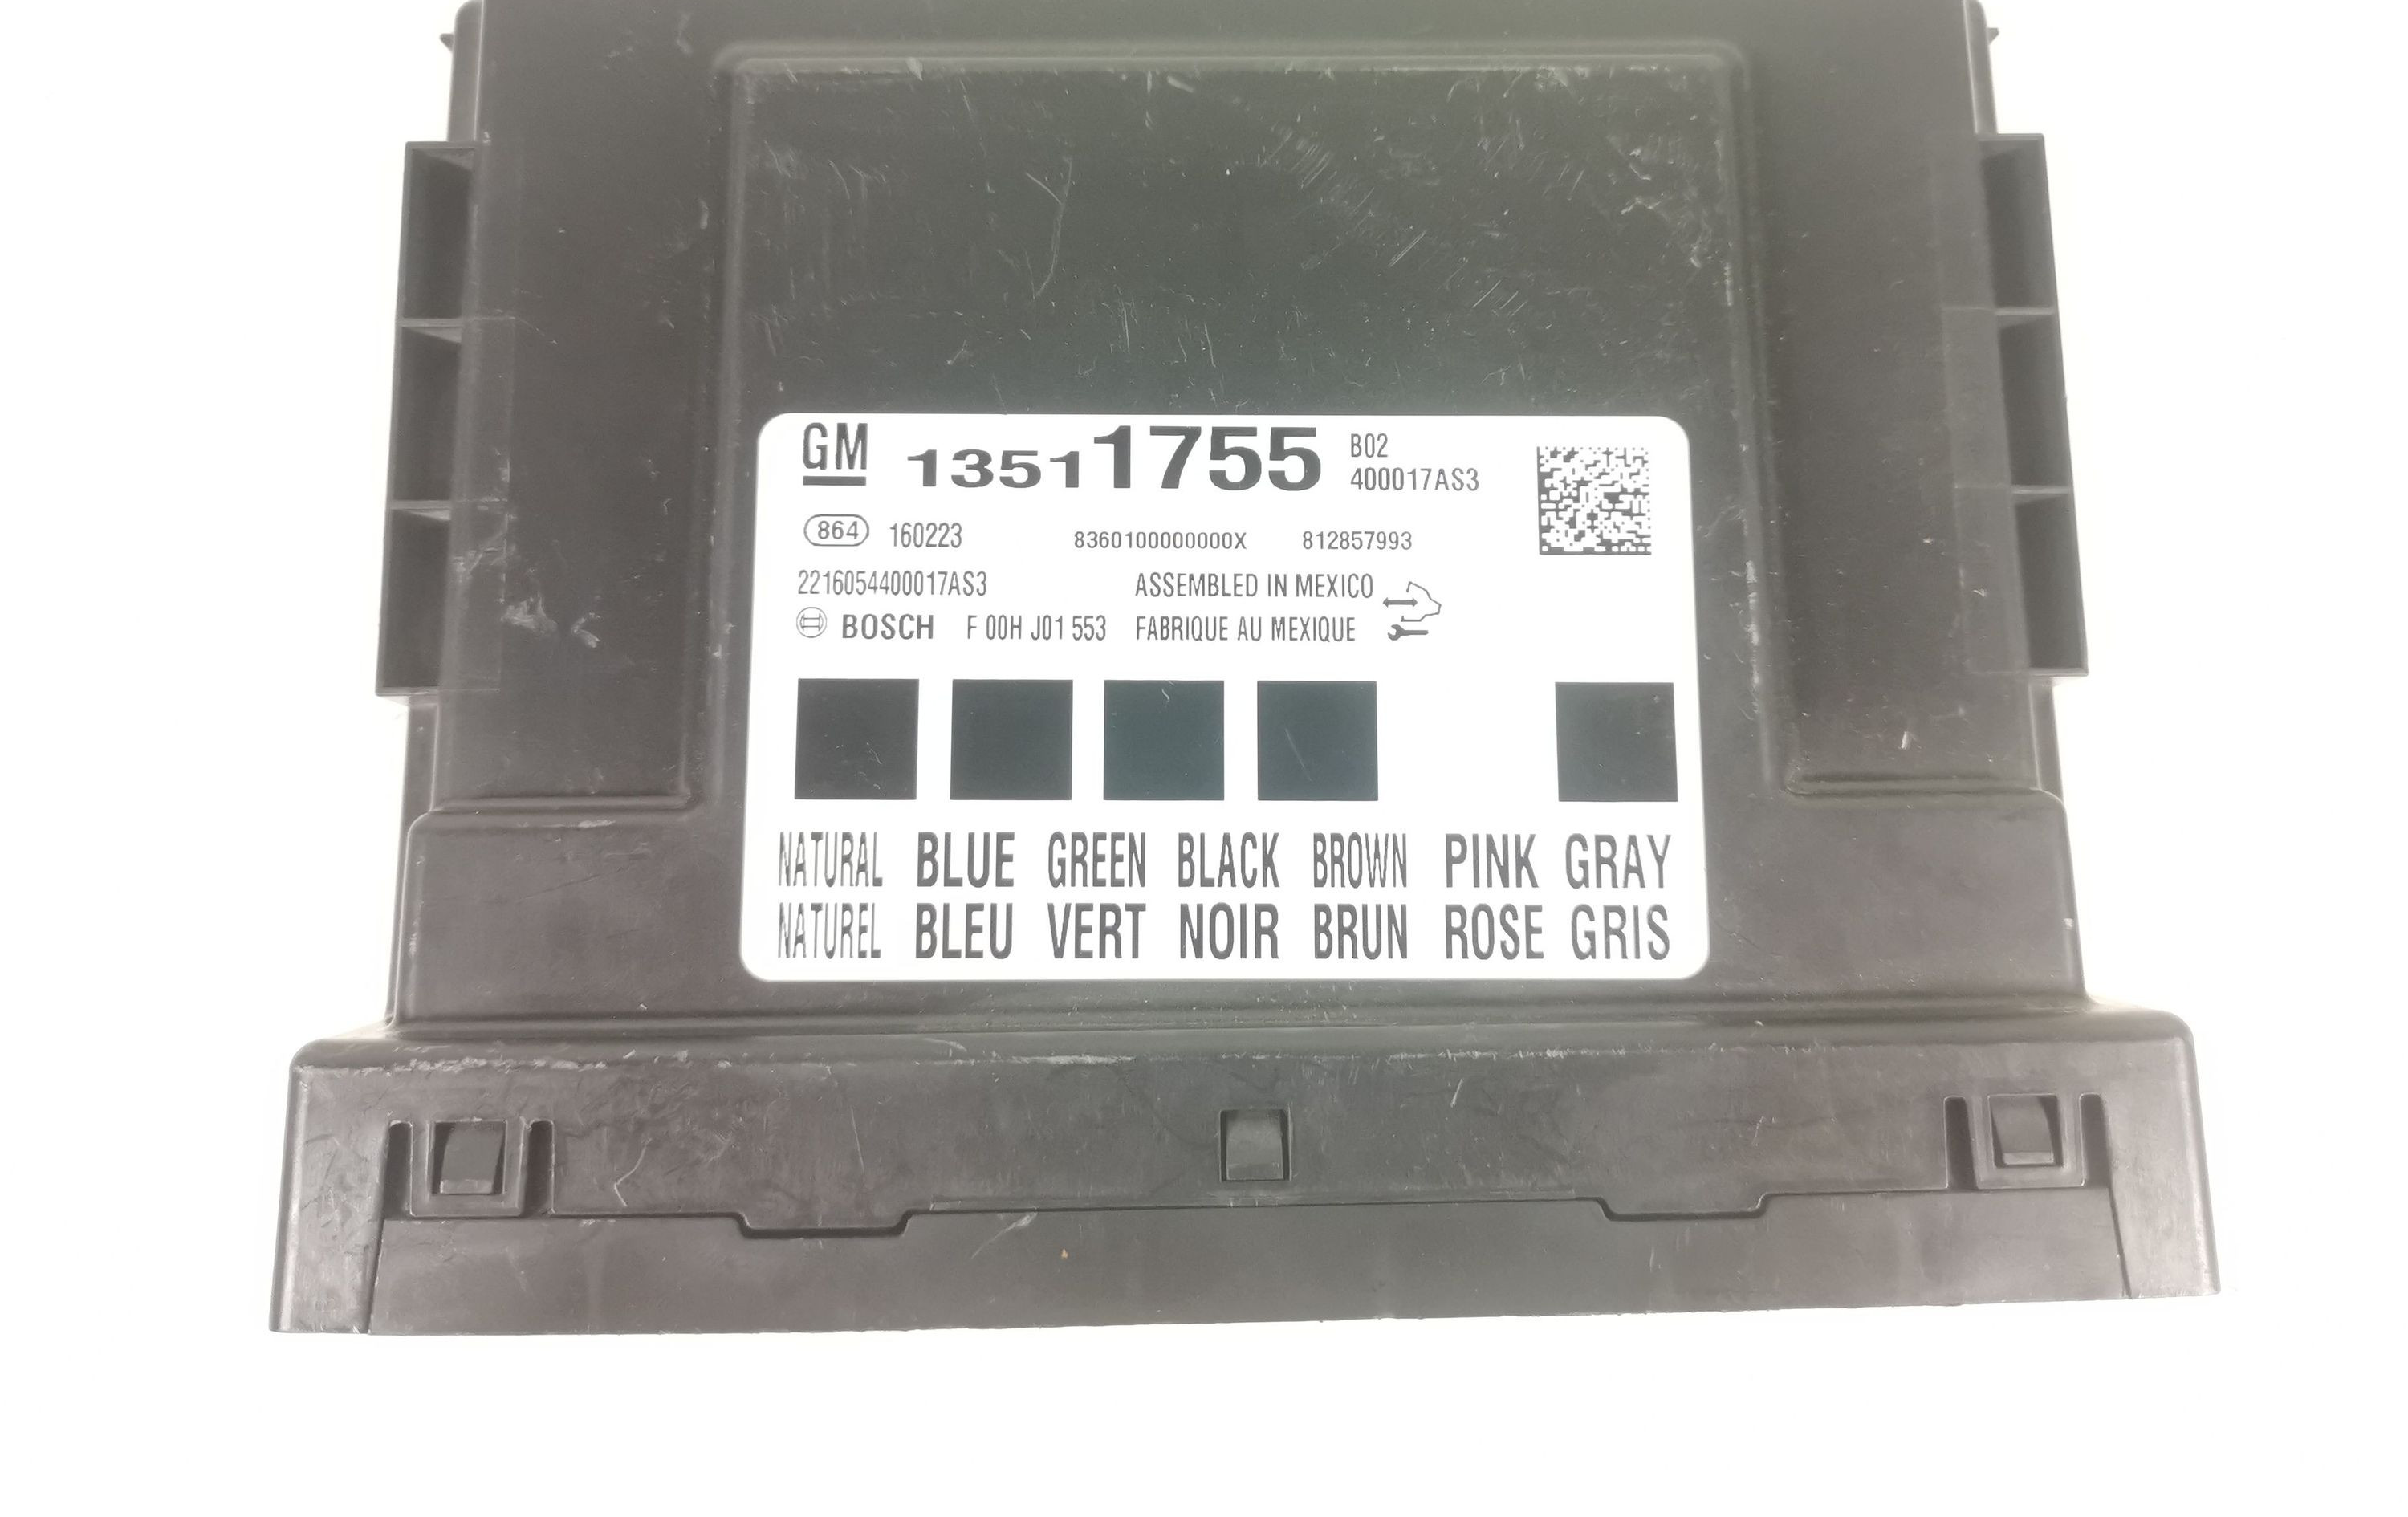 GM 13511755 B02
400017AS3
864 160223 8360100000000X 812857993
2216054400017AS3 ASSEMBLED IN MEXICO
BOSCH F 00H J01 553 FABRIQUE AU MEXIQUE
NATURAL BLUE GREEN BLACK BROWN PINK GRAY
NATUREL BLEU VERT NOIR BRUN ROSE GRIS